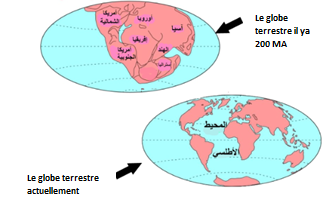 Le globe
terrestre il ya
200 MA
أمريكا
الشمالية
أوروبا
آسيا
إفريقيا
أمريكا
الجنوبية
الهند
المحيط
الأطلسي
Le globe terrestre
actuellement